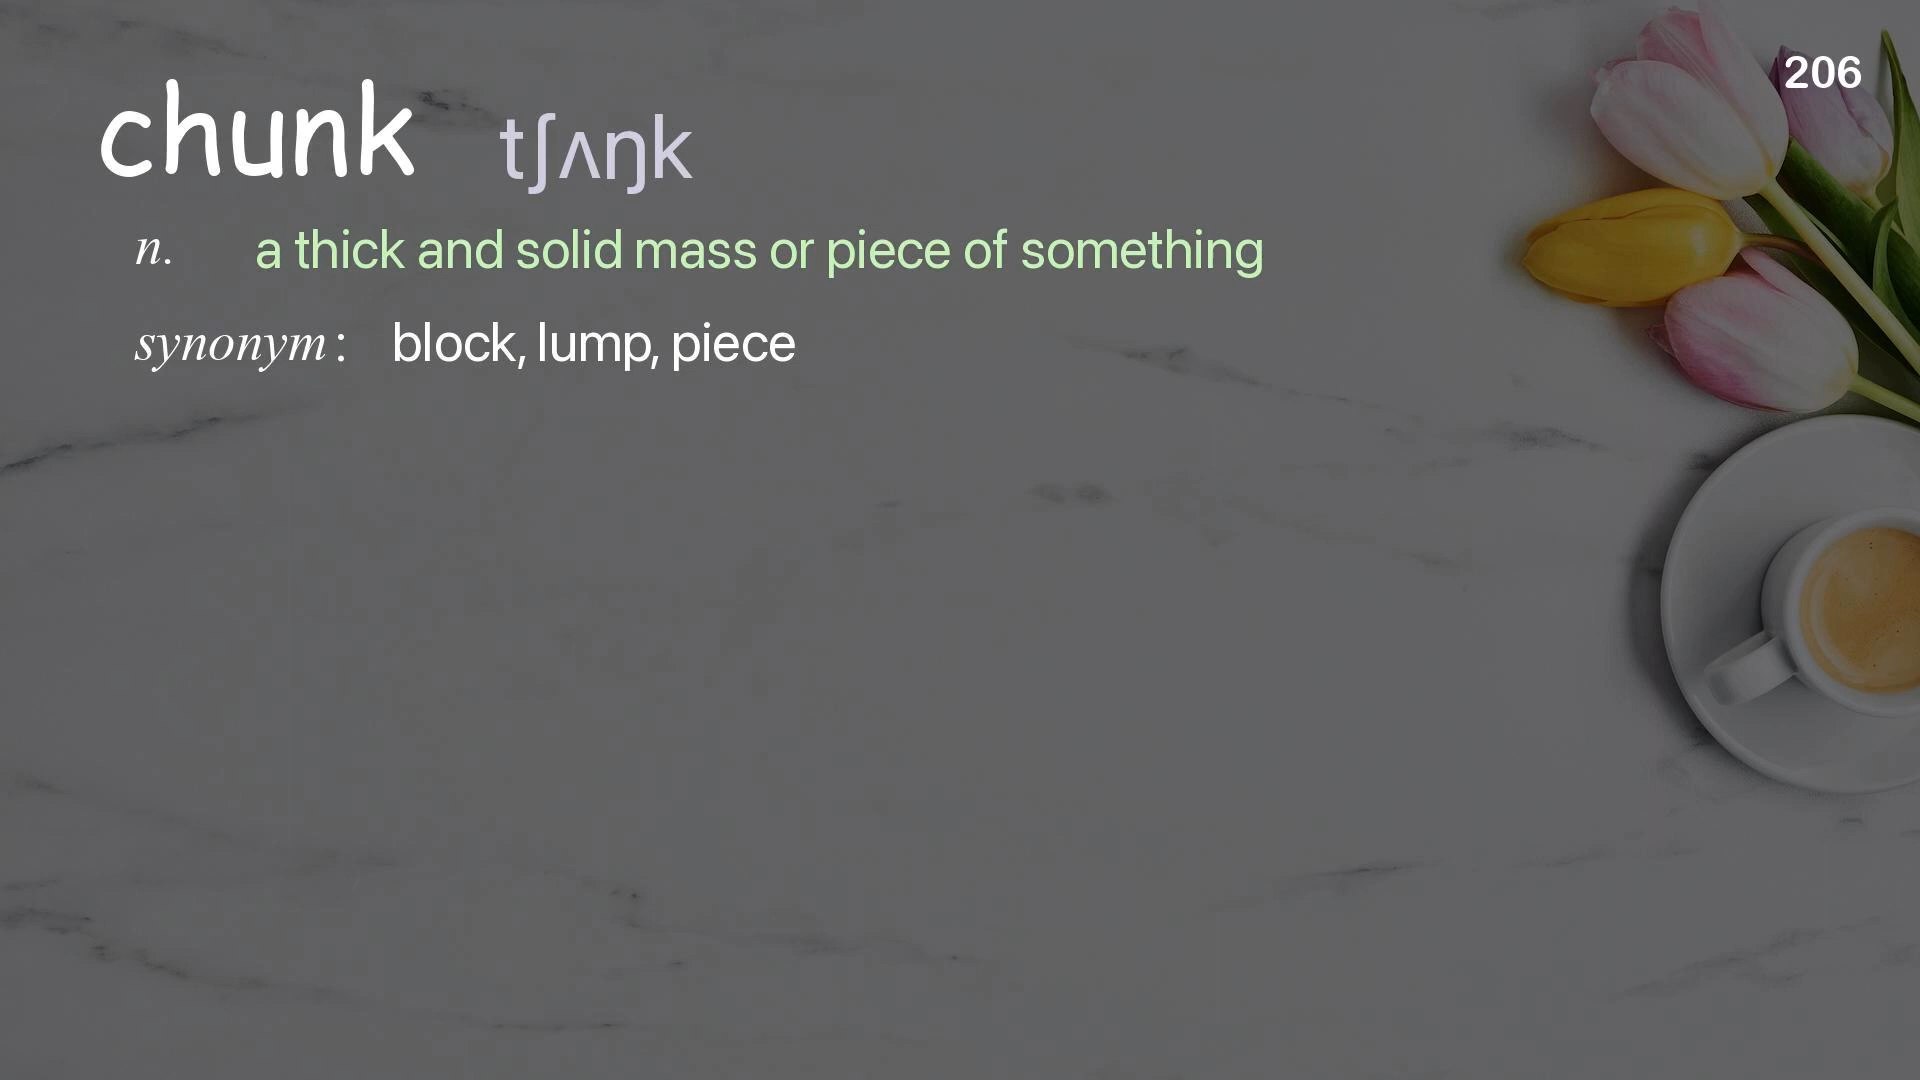 206
chunk tʃʌŋk
n. a thick and solid mass or piece of something
synonym: block, lump, piece